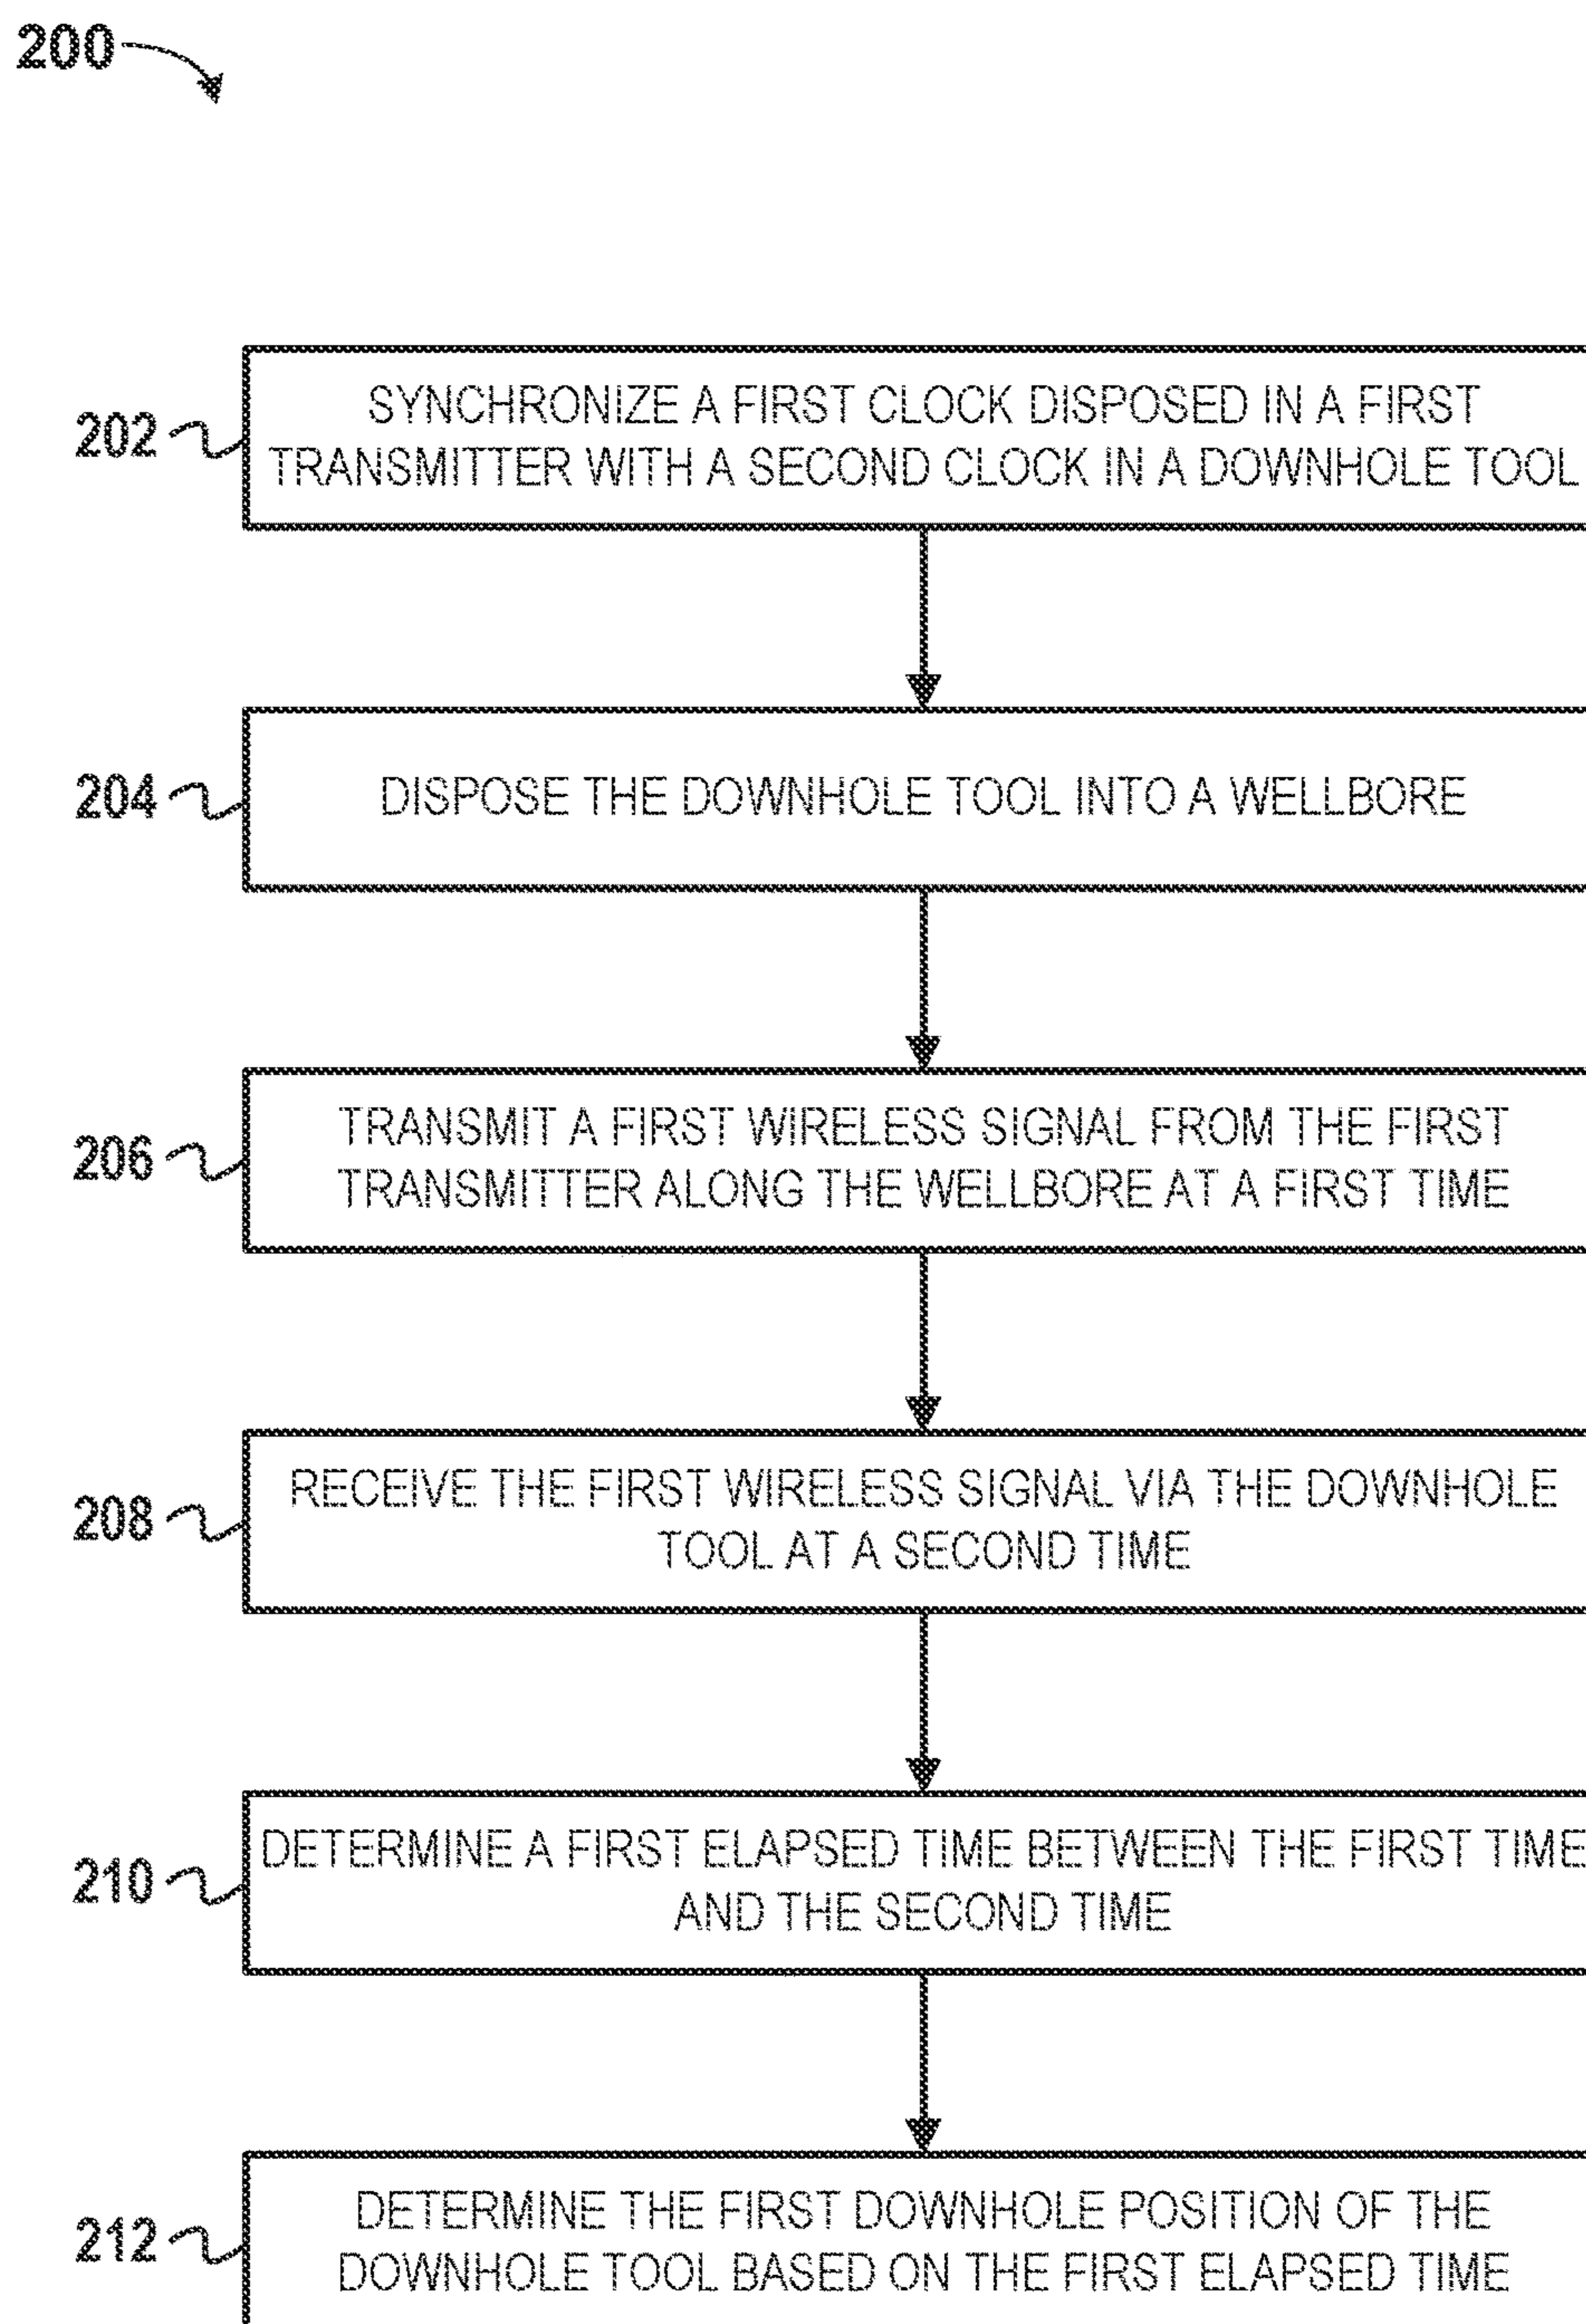 200
202
SYNCHRONIZE A FIRST CLOCK DISPOSED IN A FIRST
TRANSMITTER WITH A SECOND CLOCK IN A DOWNHOLE TOOL
204
DISPOSE THE DOWNHOLE TOOL INTO A WELLBORE
206
TRANSMIT A FIRST WIRELESS SIGNAL FROM THE FIRST
TRANSMITTER ALONG THE WELLBORE AT A FIRST TIME
208
RECEIVE THE FIRST WIRELESS SIGNAL VIA THE DOWNHOLE
TOOL AT A SECOND TIME
210
DETERMINE A FIRST ELAPSED TIME BETWEEN THE FIRST TIME
AND THE SECOND TIME
212
DETERMINE THE FIRST DOWNHOLE POSITION OF THE
DOWNHOLE TOOL BASED ON THE FIRST ELAPSED TIME